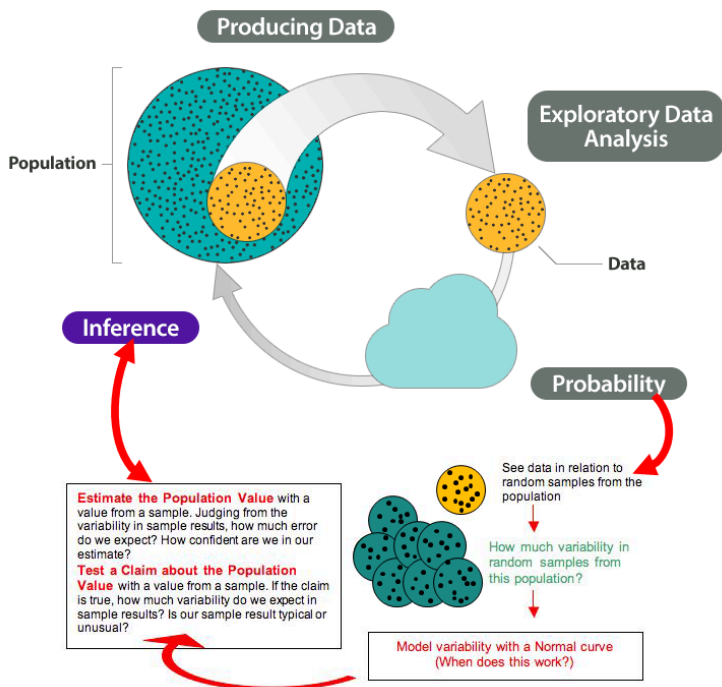 Producing Data
Exploratory Data
Analysis
Population
Data
Inference
Probability
See data in relation to
random samples from the
population
How much variability in
random samples from
this population?
Model variability with a Normal curve
(When does this work?)
Estimate the Population Value with a
value from a sample. Judging from the
variability in sample results, how much error
do we expect? How confident are we in our
estimate?
Test a Claim about the Population
Value with a value from a sample. If the claim
is true, how much variability do we expect in
sample results? Is our sample result typical or
unusual?